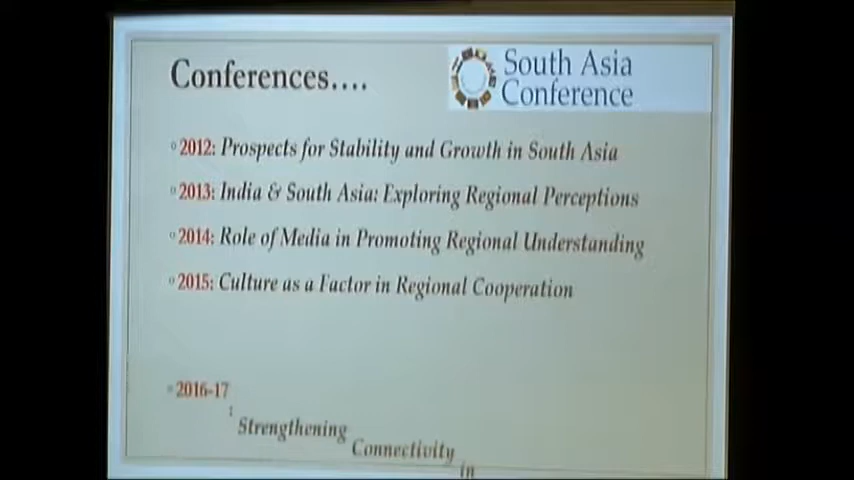 Conferences....
South Asia
Conference
2012: Prospects for Stability and Growth in South Asia
2013: India & South Asia: Exploring Regional Perceptions
2014: Role of Media in Promoting Regional Understanding
2015: Culture as a Factor in Regional Cooperation
2016-17
:
Strengthening
Connectivity
in